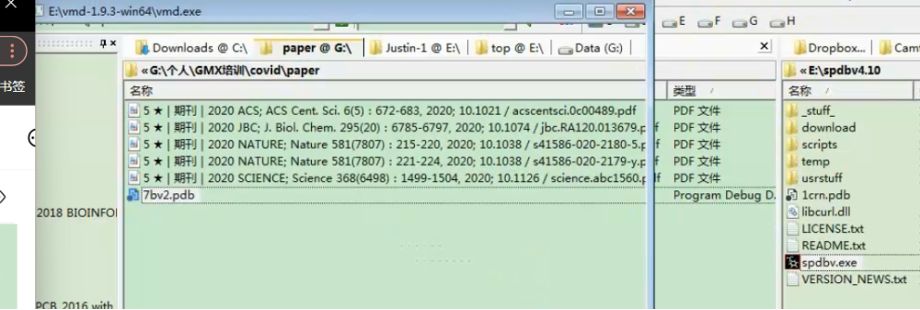 E:\vmd-1.9.3-win64\vmd.exe
E F G H
Downloads @ C:\ paper @ G:\ Justin-1 @ E:\ top @ E:\ Data (G:)
Dropbox...
«G:\个人\GMX培训\covid\paper
«E:\spdbv4.10
书签
名称 类型
名称
5 ★ | 期刊 | 2020 ACS; ACS Cent. Sci. 6(5) : 672-683, 2020; 10.1021 / acscentsci.0c00489.pdf PDF 文件
5 ★ | 期刊 | 2020 JBC; J. Biol. Chem. 295(20) : 6785-6797, 2020; 10.1074 / jbc.RA120.013679.pdf PDF 文件
5 ★ | 期刊 | 2020 NATURE; Nature 581(7807) : 215-220, 2020; 10.1038 / s41586-020-2180-5.pdf PDF 文件
5 ★ | 期刊 | 2020 NATURE; Nature 581(7807) : 221-224, 2020; 10.1038 / s41586-020-2179-y.pdf PDF 文件
5 ★ | 期刊 | 2020 SCIENCE; Science 368(6498) : 1499-1504, 2020; 10.1126 / science.abc1560.pdf PDF 文件
7bv2.pdb Program Debug D...
_stuff_
download
scripts
temp
usrstuff
1crn.pdb
libcurl.dll
LICENSE.txt
README.txt
spdbv.exe
VERSION_NEWS.txt
2018 BIOINFO
PCB 2016 with